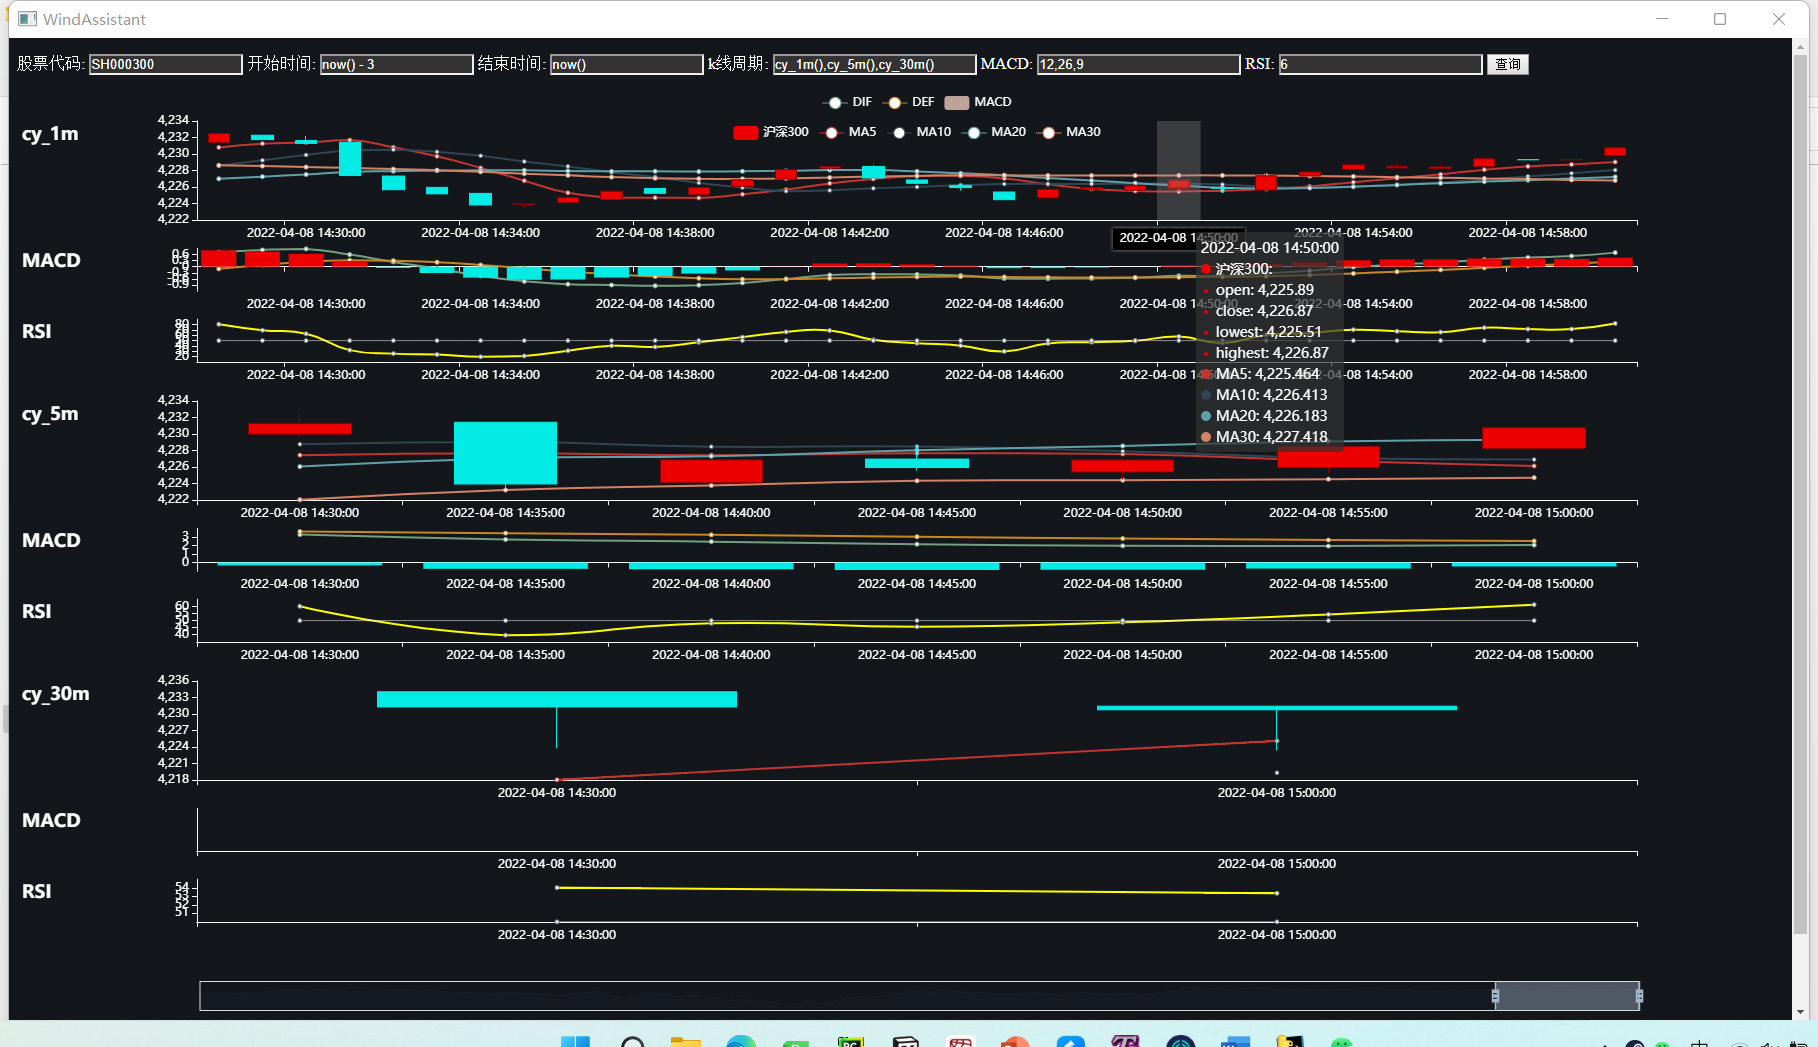 WindAssistant
股票代码: SH000300 开始时间: now() - 3 结束时间: now() k线周期: cy_1m(),cy_5m(),cy_30m() MACD: 12,26,9 RSI: 6 查询
DIF DEF MACD
沪深300 MA5 MA10 MA20 MA30
cy_1m
4,234
4,232
4,230
4,228
4,226
4,224
4,222
2022-04-08 14:30:00 2022-04-08 14:34:00 2022-04-08 14:38:00 2022-04-08 14:42:00 2022-04-08 14:46:00 2022-04-08 14:50:00 2022-04-08 14:54:00 2022-04-08 14:58:00
2022-04-08 14:50:00
沪深300:
open: 4,225.89
close: 4,226.87
lowest: 4,225.51
highest: 4,226.87
MA5: 4,225.464
MA10: 4,226.413
MA20: 4,226.183
MA30: 4,227.418
MACD
0.6
0.3
0
-0.9
2022-04-08 14:30:00 2022-04-08 14:34:00 2022-04-08 14:38:00 2022-04-08 14:42:00 2022-04-08 14:46:00 2022-04-08 14:50:00 2022-04-08 14:54:00 2022-04-08 14:58:00
RSI
80
20
2022-04-08 14:30:00 2022-04-08 14:34:00 2022-04-08 14:38:00 2022-04-08 14:42:00 2022-04-08 14:46:00 2022-04-08 14:54:00 2022-04-08 14:58:00
cy_5m
4,234
4,232
4,230
4,228
4,226
4,224
4,222
2022-04-08 14:30:00 2022-04-08 14:35:00 2022-04-08 14:40:00 2022-04-08 14:45:00 2022-04-08 14:50:00 2022-04-08 14:55:00 2022-04-08 15:00:00
MACD
3
2
1
0
2022-04-08 14:30:00 2022-04-08 14:35:00 2022-04-08 14:40:00 2022-04-08 14:45:00 2022-04-08 14:50:00 2022-04-08 14:55:00 2022-04-08 15:00:00
RSI
60
55
50
45
40
2022-04-08 14:30:00 2022-04-08 14:35:00 2022-04-08 14:40:00 2022-04-08 14:45:00 2022-04-08 14:50:00 2022-04-08 14:55:00 2022-04-08 15:00:00
cy_30m
4,236
4,233
4,230
4,227
4,224
4,221
4,218
2022-04-08 14:30:00 2022-04-08 15:00:00
MACD
2022-04-08 14:30:00 2022-04-08 15:00:00
RSI
54
53
52
51
2022-04-08 14:30:00 2022-04-08 15:00:00